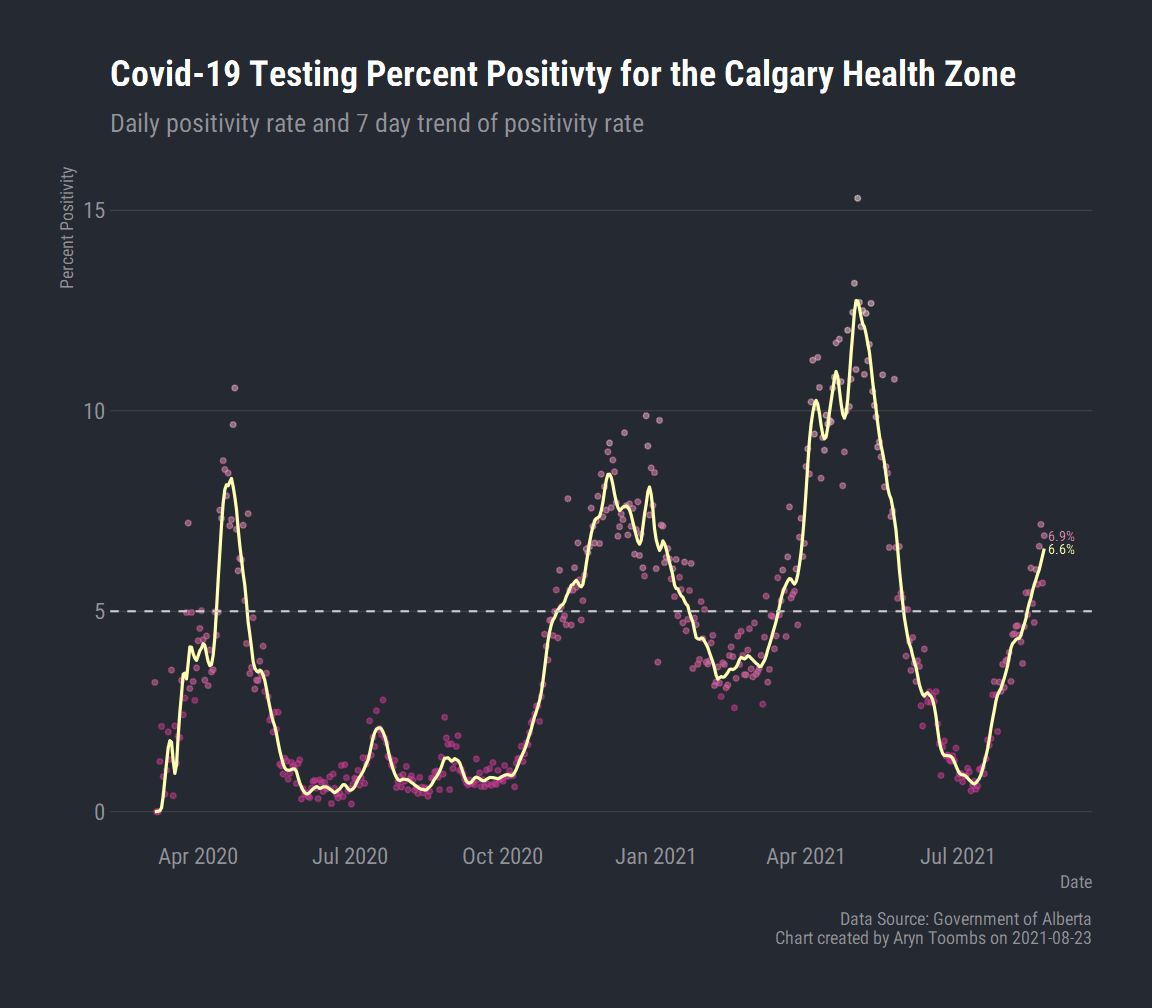 Covid-19 Testing Percent Positivty for the Calgary Health Zone
Daily positivity rate and 7 day trend of positivity rate
Percent Positivity
15
10
5
0
6.9%
6.6%
Apr 2020
Jul 2020
Oct 2020
Jan 2021
Apr 2021
Jul 2021
Date
Data Source: Government of Alberta
Chart created by Aryn Toombs on 2021-08-23